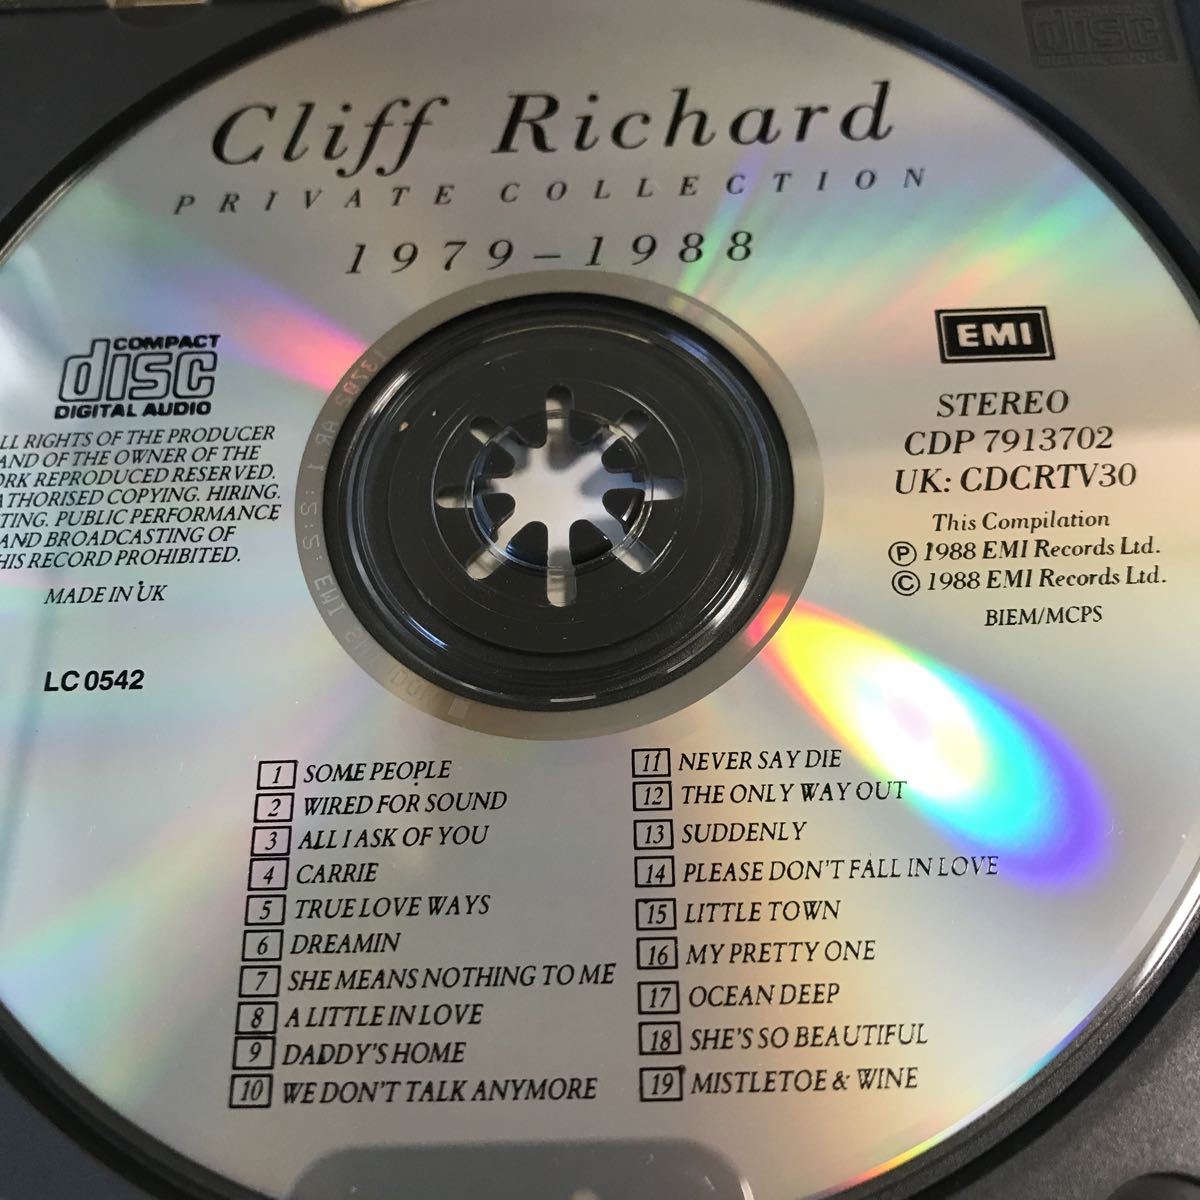 disc
Cliff Richard
PRIVATE COLLECTION
1979-1988
COMPACT
disc
DIGITAL AUDIO
ALL RIGHTS OF THE PRODUCER
AND OF THE OWNER OF THE
REPRODUCED RESERVED.
COPYING. HIRING.
PUBLIC PERFORMANCE
AND BROADCASTING OF
RECORD PROHIBITED.
MADE IN UK
LC 0542
EMI
STEREO
CDP 7913702
UK: CDCRTV30
This Compilation
℗ 1988 EMI Records Ltd.
© 1988 EMI Records Ltd.
BIEM/MCPS
1 SOME PEOPLE
2 WIRED FOR SOUND
3 ALL I ASK OF YOU
4 CARRIE
5 TRUE LOVE WAYS
6 DREAMIN
7 SHE MEANS NOTHING TO ME
8 A LITTLE IN LOVE
9 DADDY'S HOME
10 WE DON'T TALK ANYMORE
11 NEVER SAY DIE
12 THE ONLY WAY OUT
13 SUDDENLY
14 PLEASE DON'T FALL IN LOVE
15 LITTLE TOWN
16 MY PRETTY ONE
17 OCEAN DEEP
18 SHE'S SO BEAUTIFUL
19 MISTLETOE & WINE